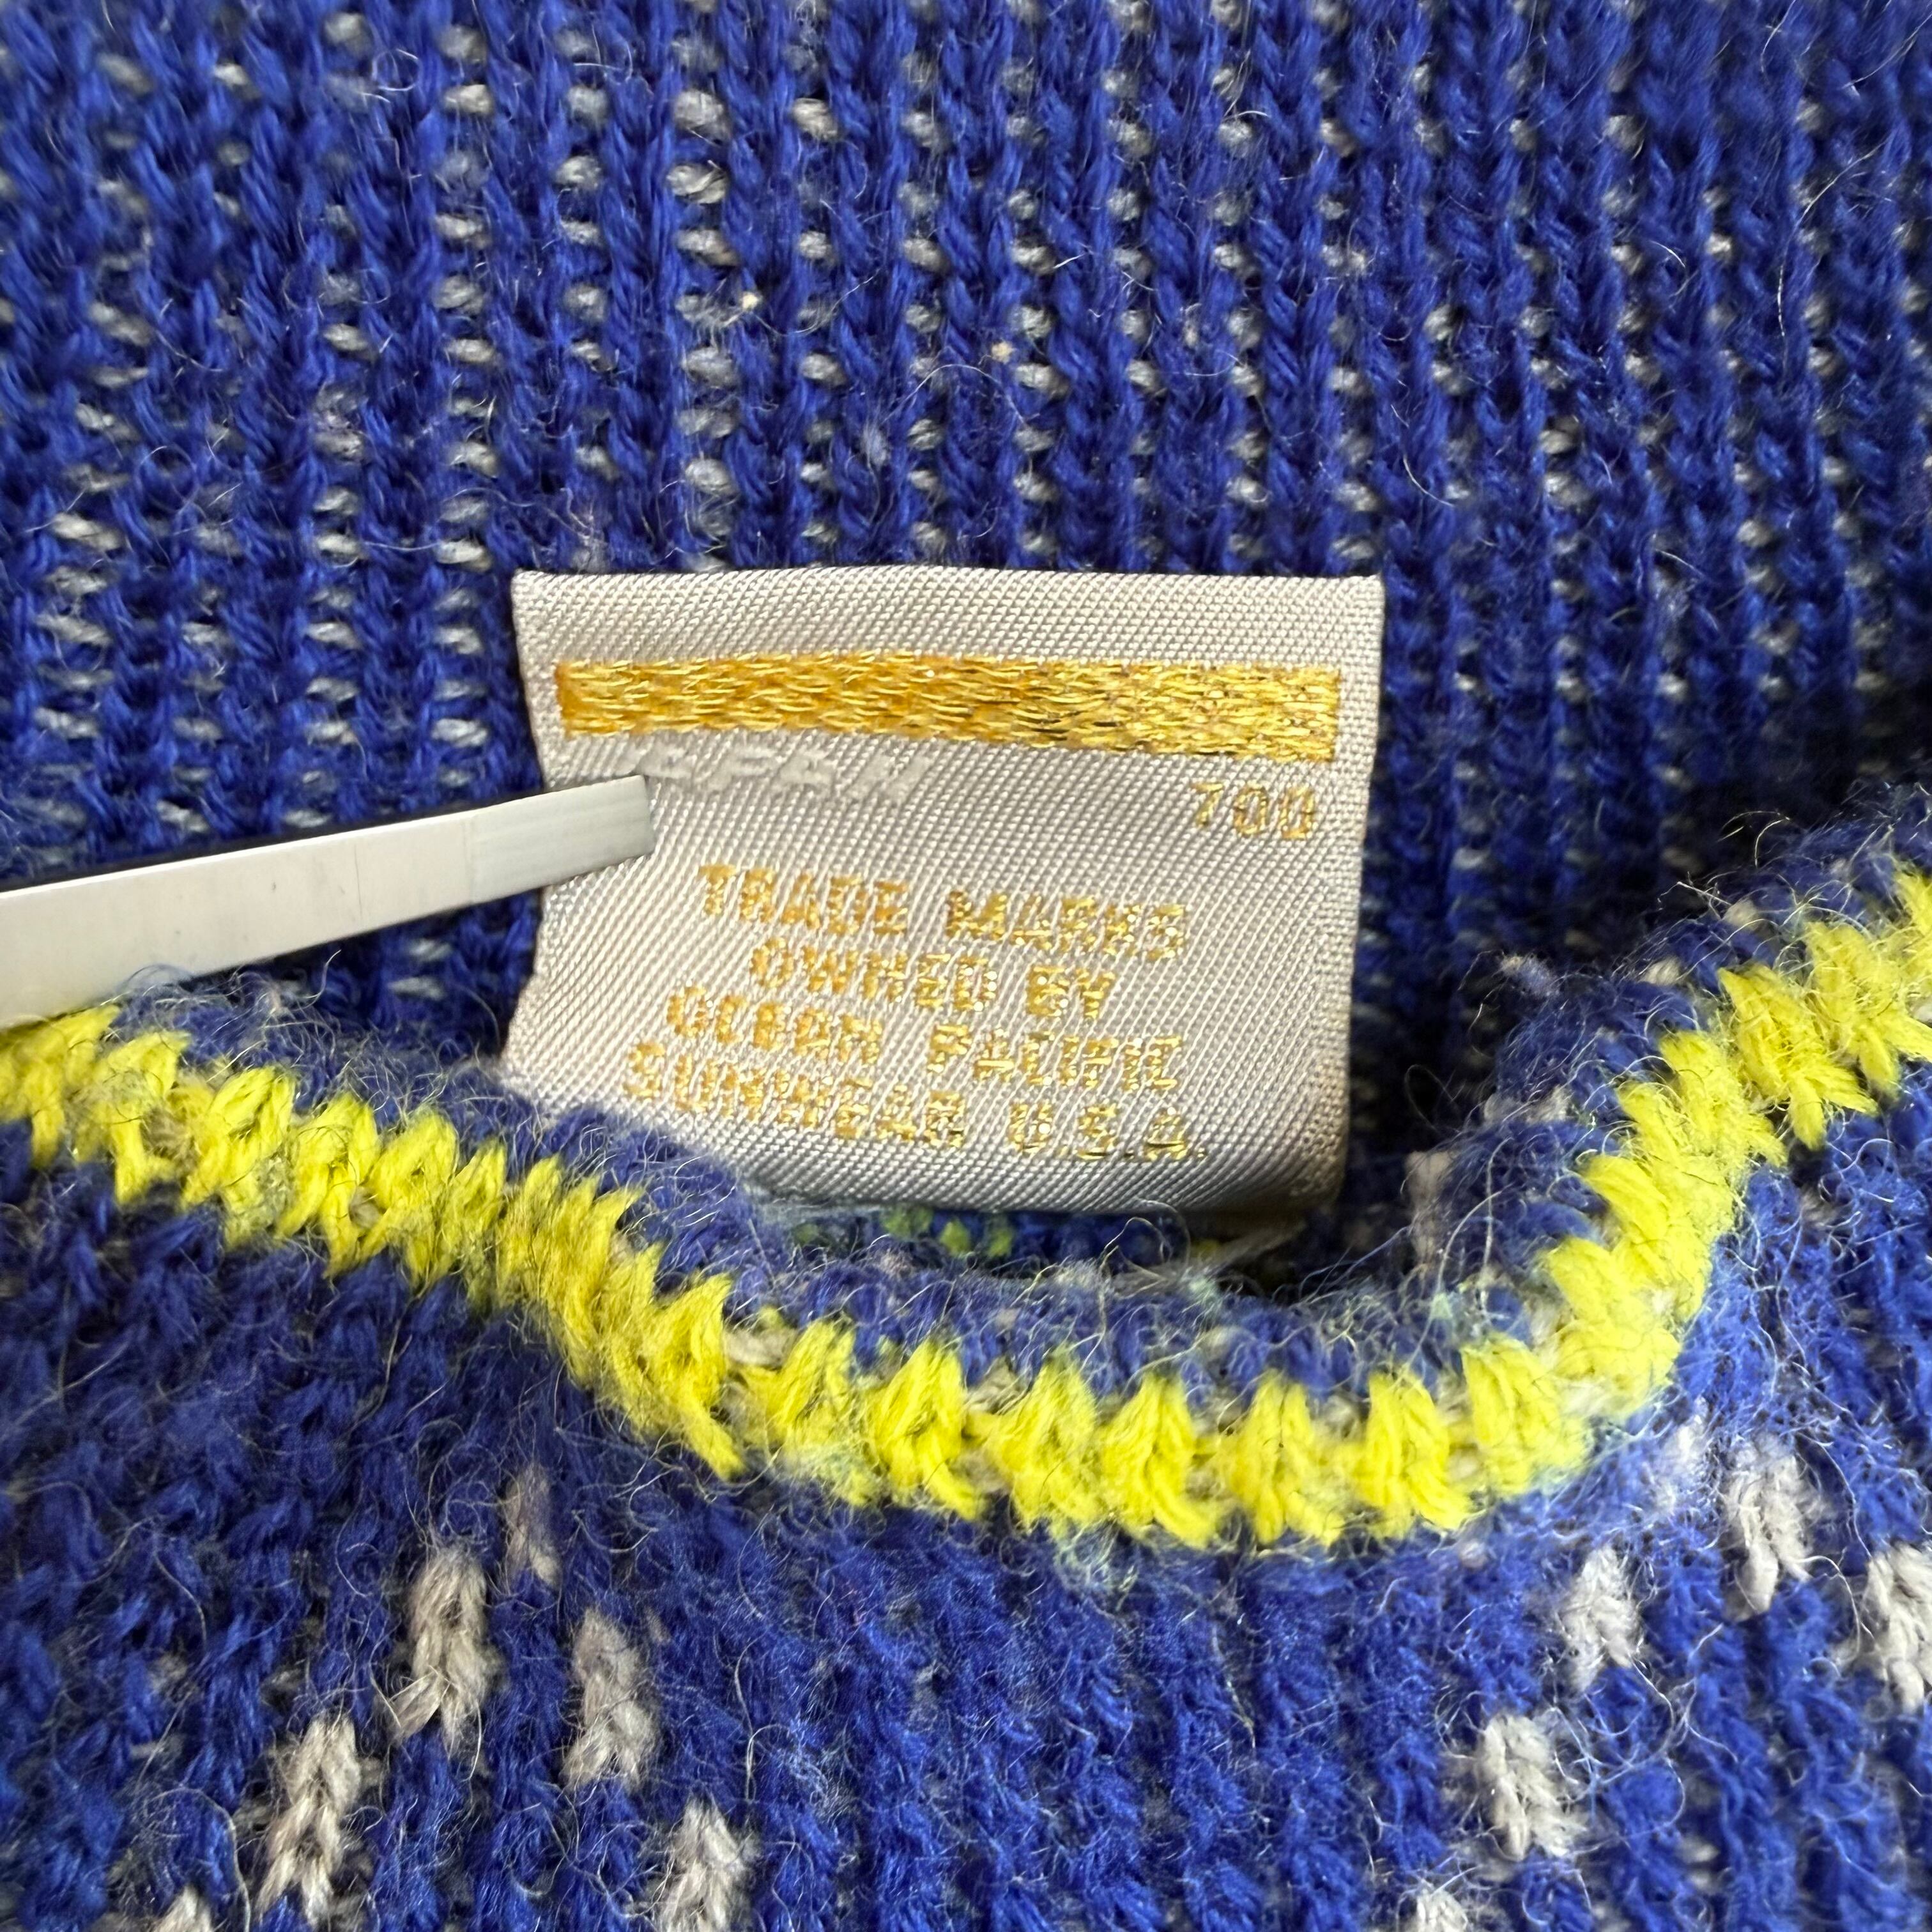 700
TRADE MARKS
OWNED BY
OCEAN PACIFIC
SUNWEAR U.S.A.